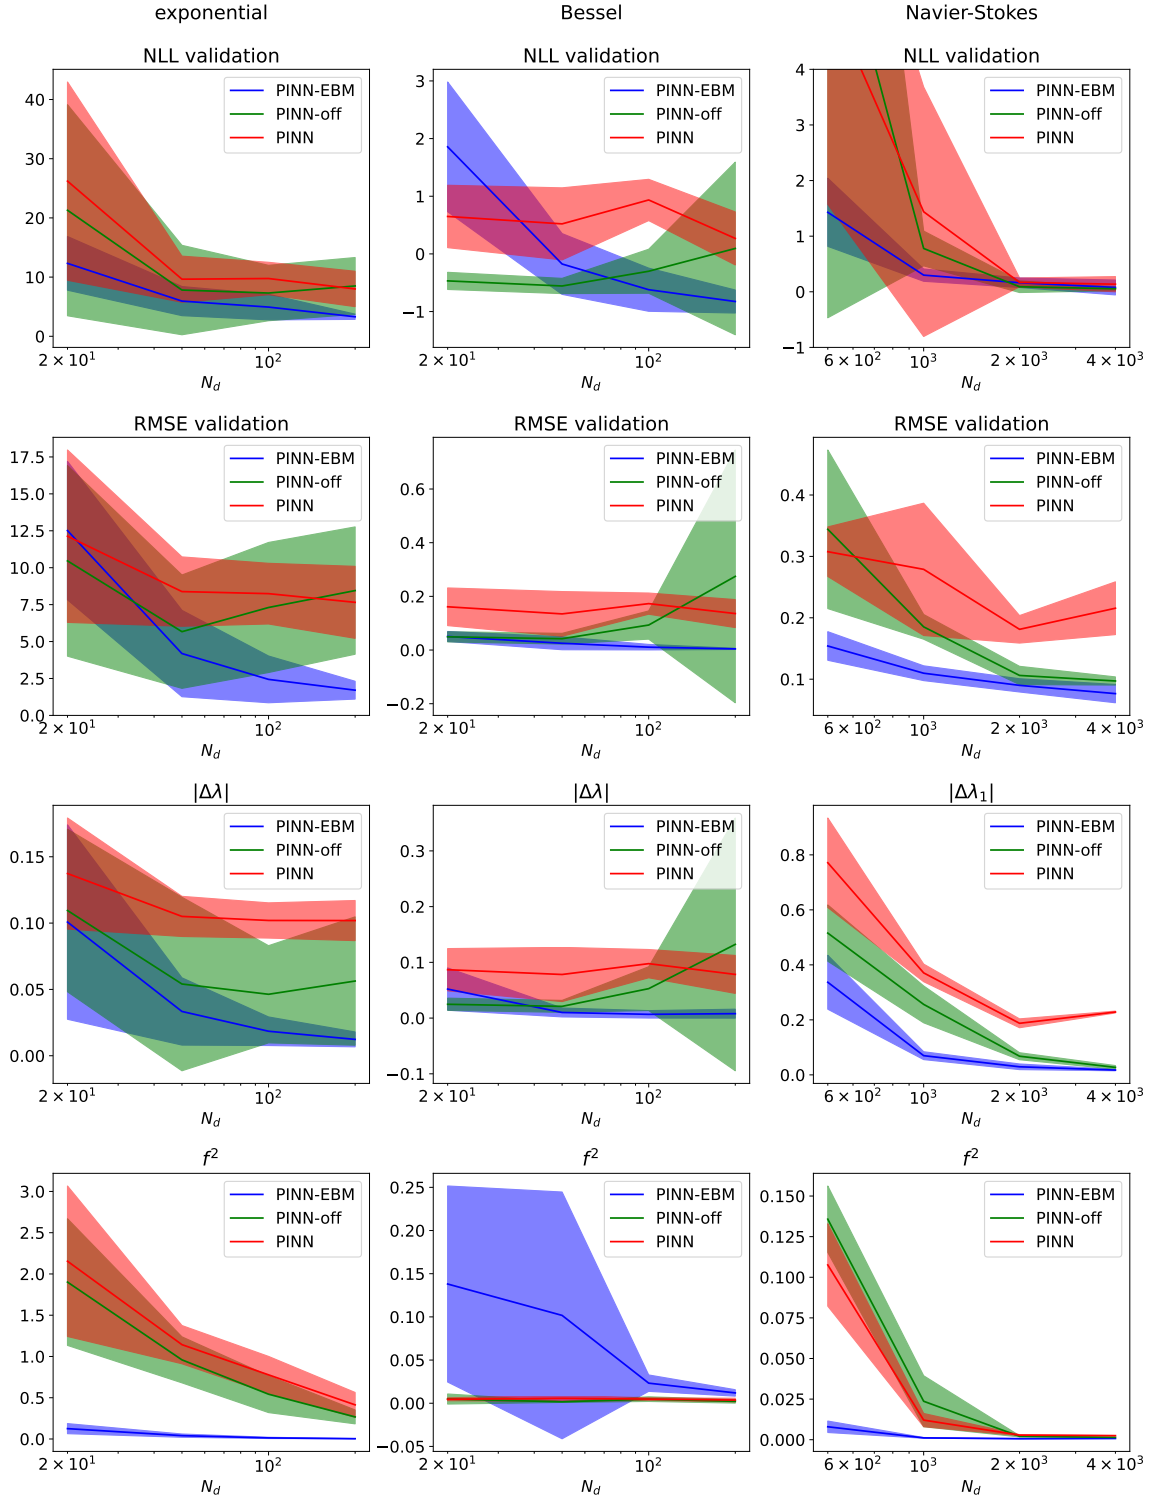 exponential Bessel Navier-Stokes
NLL validation NLL validation NLL validation
PINN-EBM PINN-EBM PINN-EBM
PINN-off PINN-off PINN-off
PINN PINN PINN
40
30
20
10
0
3
2
1
0
−1
4
3
2
1
0
−1
2 × 10¹ 10² 2 × 10¹ 10² 6 × 10² 10³ 2 × 10³ 4 × 10³
N_d N_d N_d
RMSE validation RMSE validation RMSE validation
PINN-EBM PINN-EBM PINN-EBM
PINN-off PINN-off PINN-off
PINN PINN PINN
17.5
15.0
12.5
10.0
7.5
5.0
2.5
0.0
0.6
0.4
0.2
0.0
−0.2
0.4
0.3
0.2
0.1
2 × 10¹ 10² 2 × 10¹ 10² 6 × 10² 10³ 2 × 10³ 4 × 10³
N_d N_d N_d
|Δλ| |Δλ| |Δλ₁|
PINN-EBM PINN-EBM PINN-EBM
PINN-off PINN-off PINN-off
PINN PINN PINN
0.15
0.10
0.05
0.00
0.3
0.2
0.1
0.0
−0.1
0.8
0.6
0.4
0.2
0.0
2 × 10¹ 10² 2 × 10¹ 10² 6 × 10² 10³ 2 × 10³ 4 × 10³
N_d N_d N_d
f² f² f²
PINN-EBM PINN-EBM PINN-EBM
PINN-off PINN-off PINN-off
PINN PINN PINN
3.0
2.5
2.0
1.5
1.0
0.5
0.0
0.25
0.20
0.15
0.10
0.05
0.00
−0.05
0.150
0.125
0.100
0.075
0.050
0.025
0.000
2 × 10¹ 10² 2 × 10¹ 10² 6 × 10² 10³ 2 × 10³ 4 × 10³
N_d N_d N_d